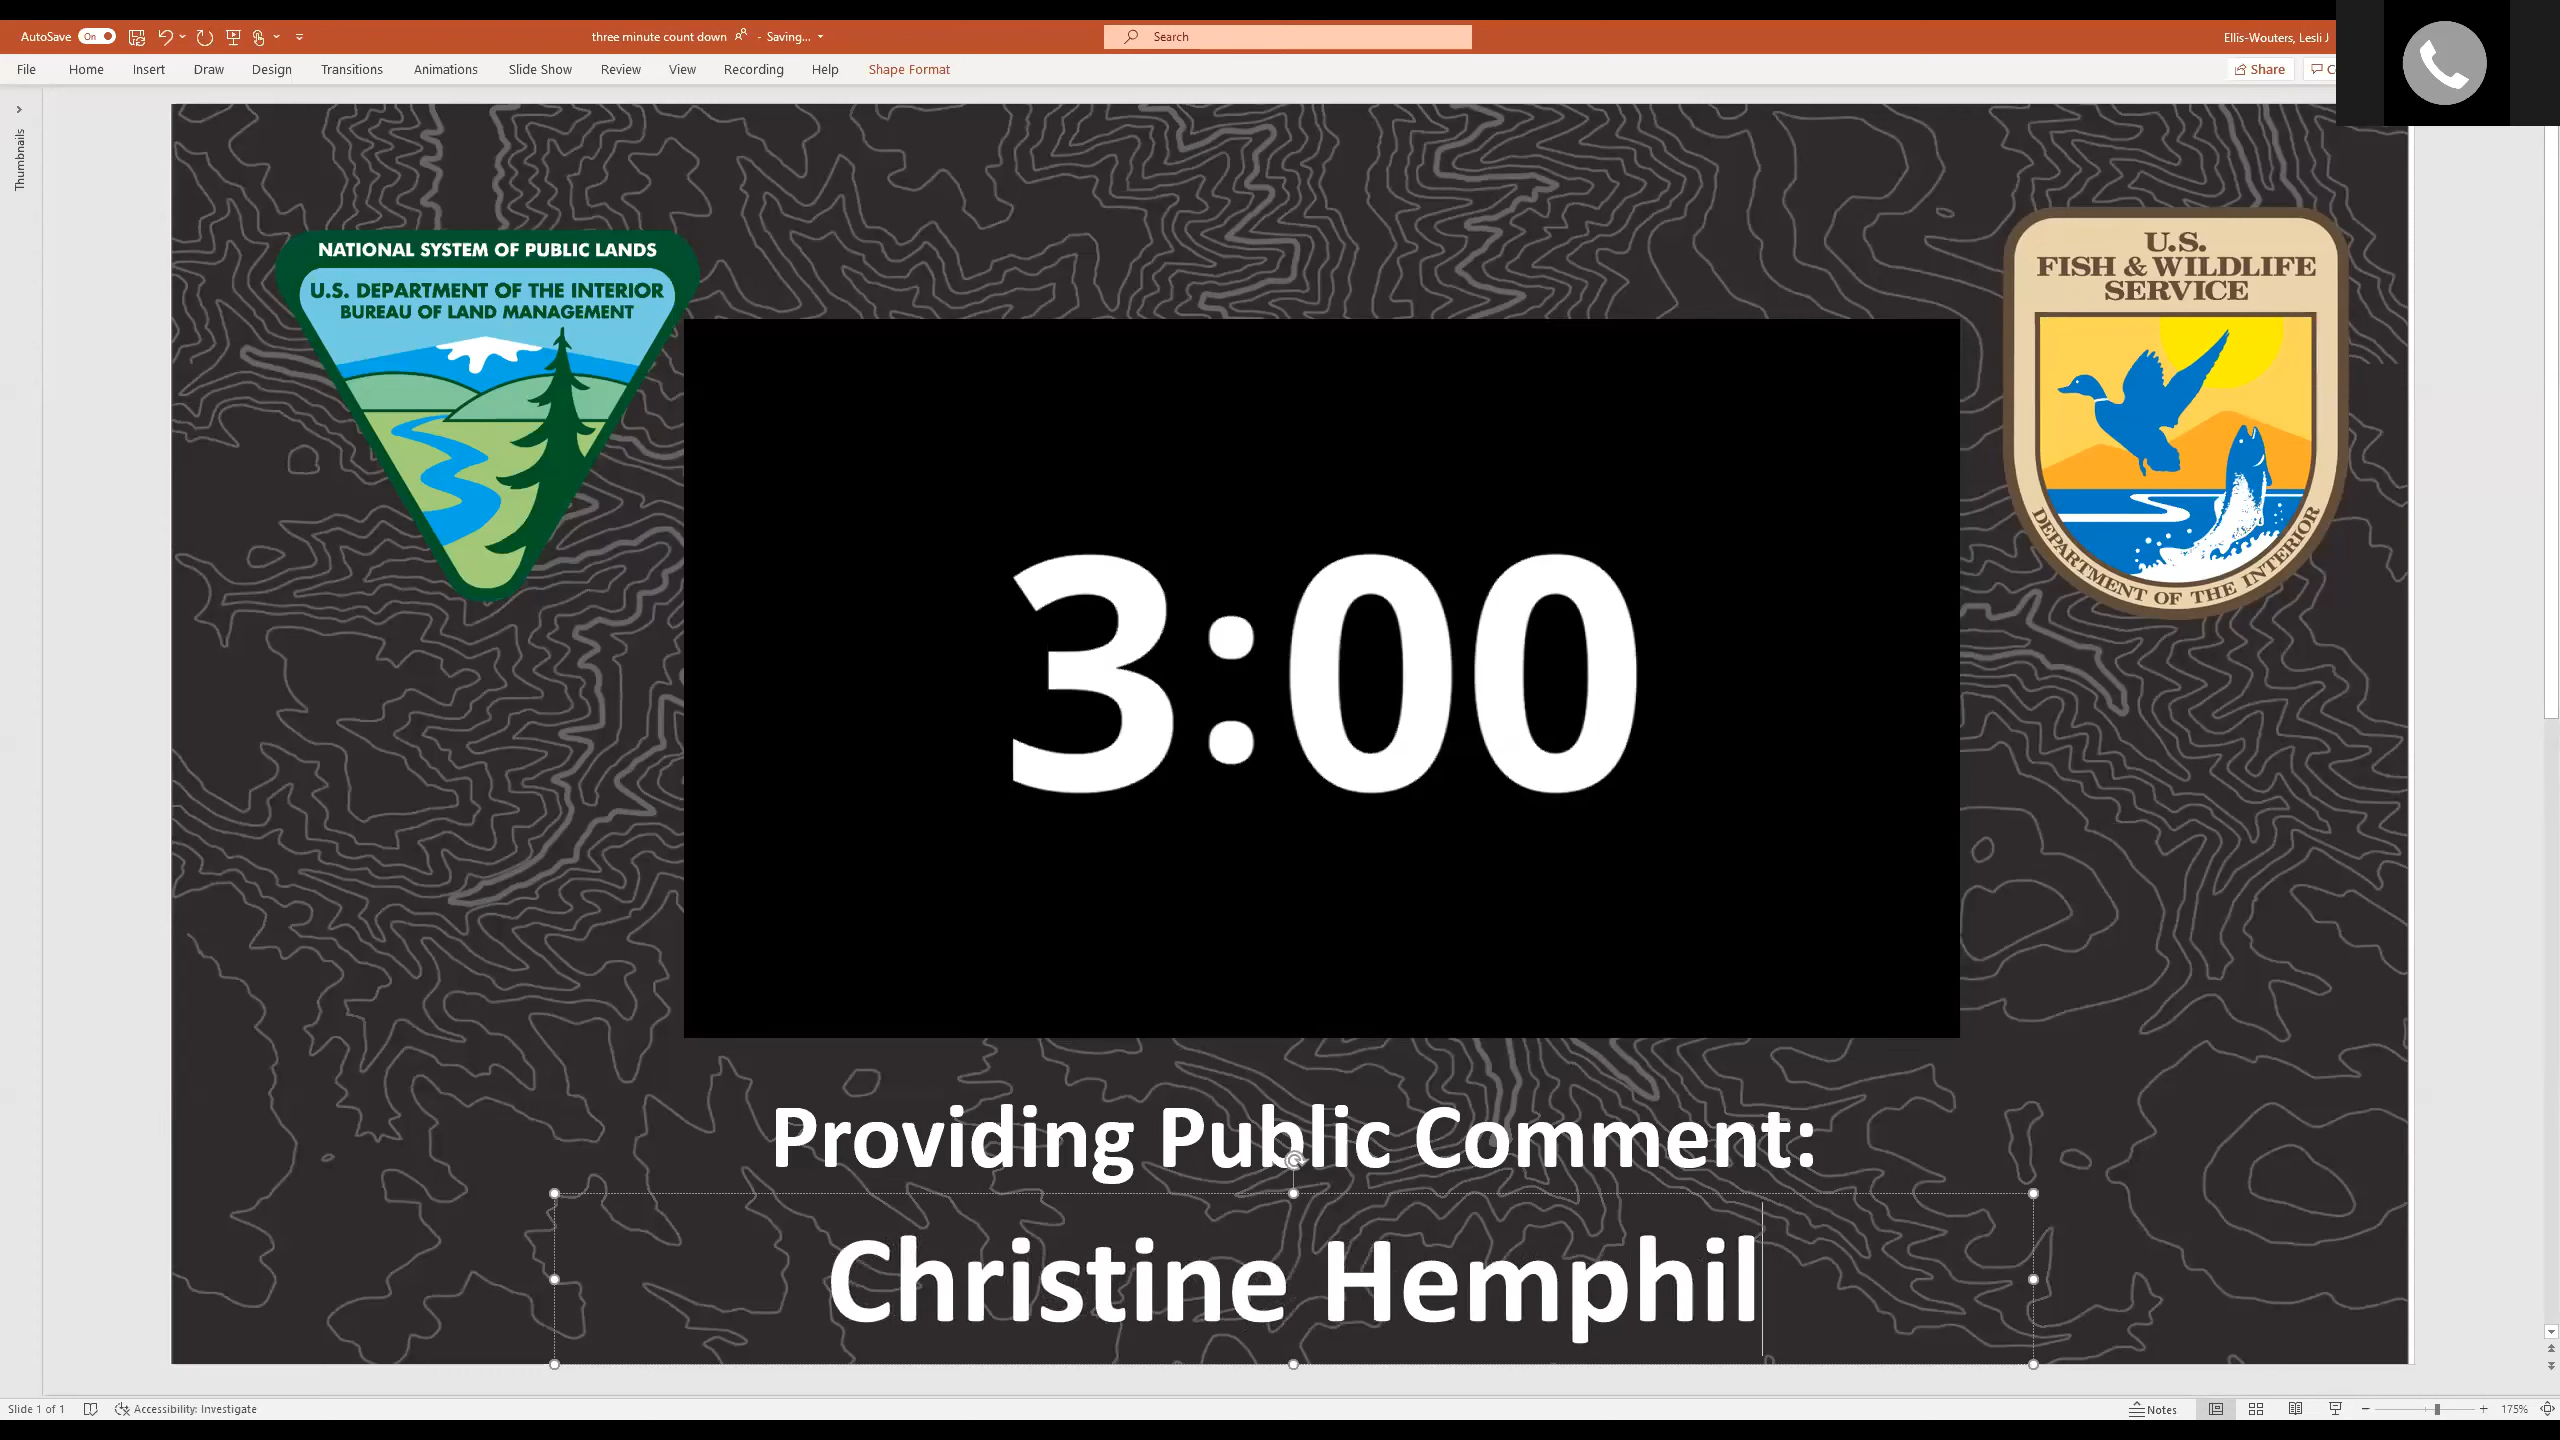 AutoSave On three minute count down - Saving... Search Ellis-Wouters, Lesli J
File Home Insert Draw Design Transitions Animations Slide Show Review View Recording Help Shape Format Share
Thumbnails
NATIONAL SYSTEM OF PUBLIC LANDS
U.S. DEPARTMENT OF THE INTERIOR
BUREAU OF LAND MANAGEMENT
U.S.
FISH & WILDLIFE
SERVICE
DEPARTMENT OF THE INTERIOR
3:00
Providing Public Comment:
Christine Hemphil
Slide 1 of 1 Accessibility: Investigate Notes 175%